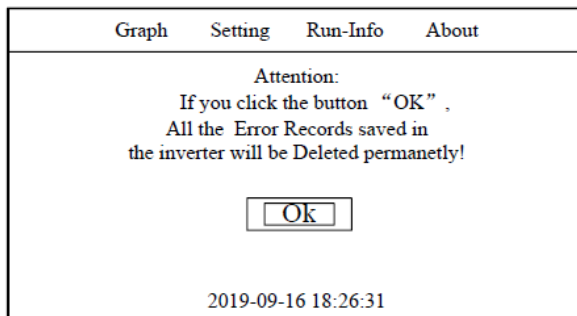 Graph Setting Run-Info About
Attention:
If you click the button “OK”,
All the Error Records saved in
the inverter will be Deleted permanetly!
Ok
2019-09-16 18:26:31